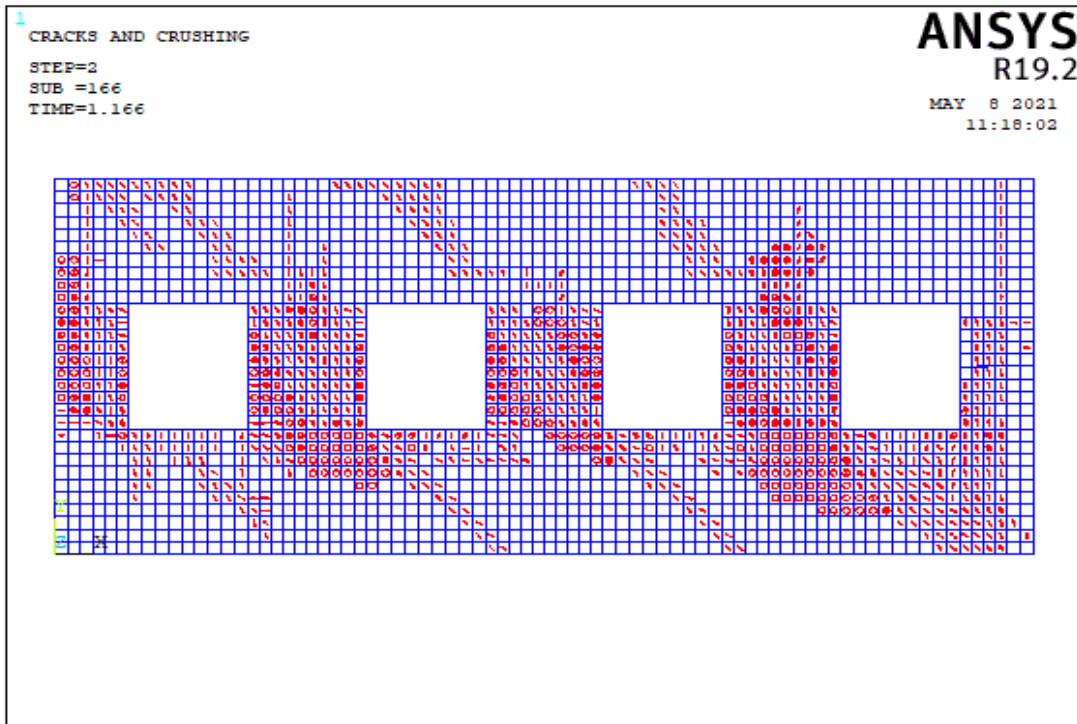 1
CRACKS AND CRUSHING
STEP=2
SUB =166
TIME=1.166
ANSYS
R19.2
MAY  8 2021
11:18:02
Y
Z X